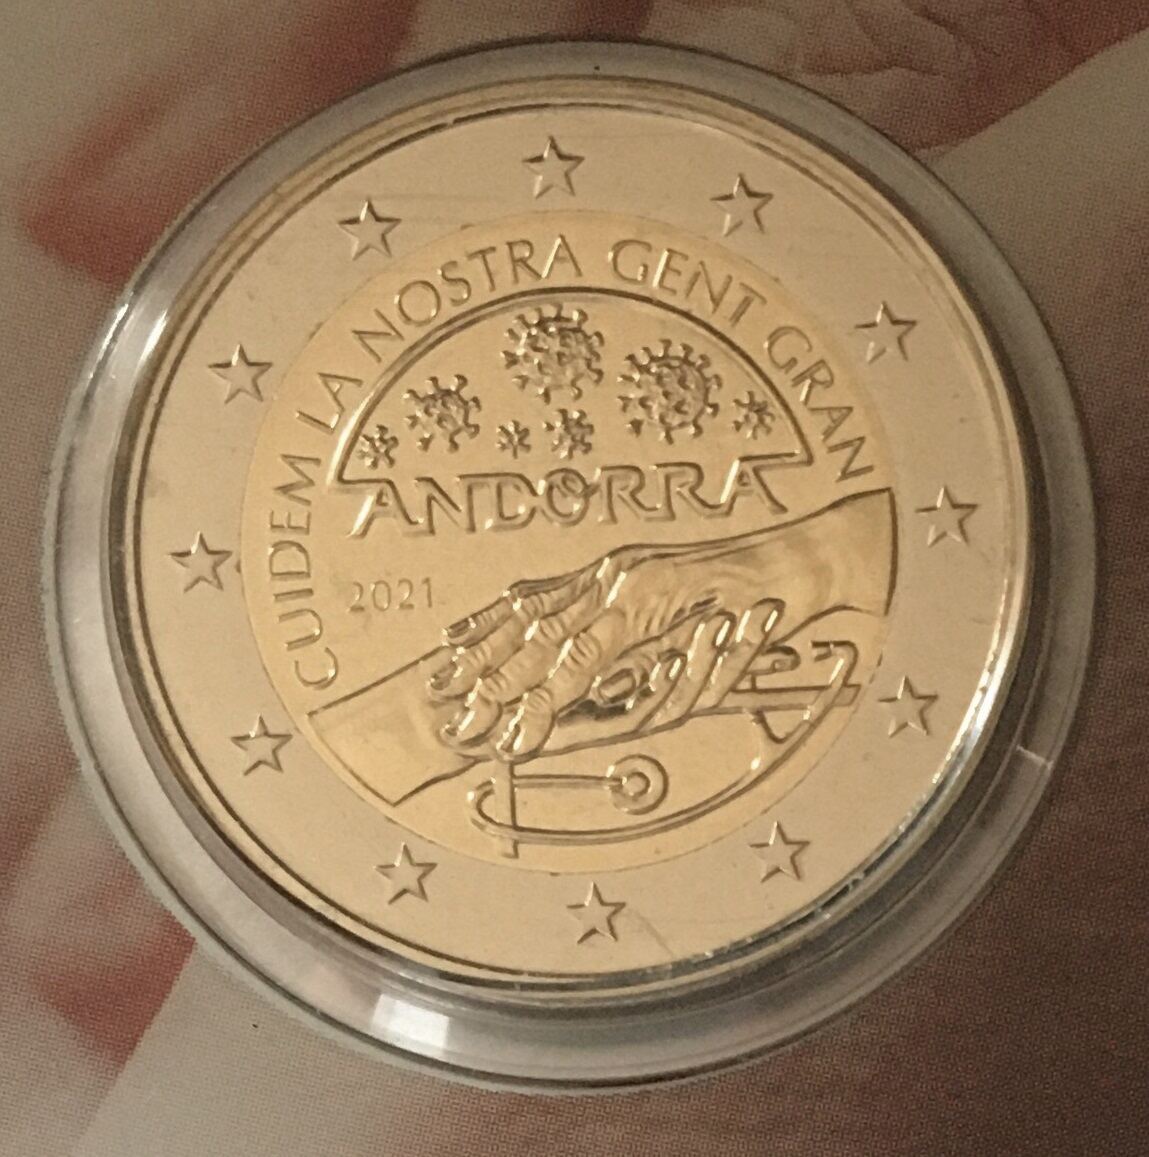 CUIDEM LA NOSTRA GENT GRAN
ANDORRA
2021